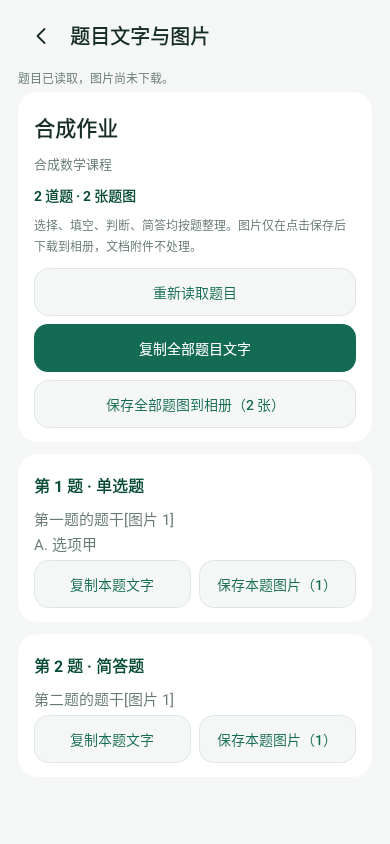 题目文字与图片
题目已读取，图片尚未下载。
合成作业
合成数学课程
2 道题 · 2 张题图
选择、填空、判断、简答均按题整理。图片仅在点击保存后
下载到相册，文档附件不处理。
重新读取题目
复制全部题目文字
保存全部题图到相册（2 张）
第 1 题 · 单选题
第一题的题干[图片 1]
A. 选项甲
复制本题文字
保存本题图片（1）
第 2 题 · 简答题
第二题的题干[图片 1]
复制本题文字
保存本题图片（1）